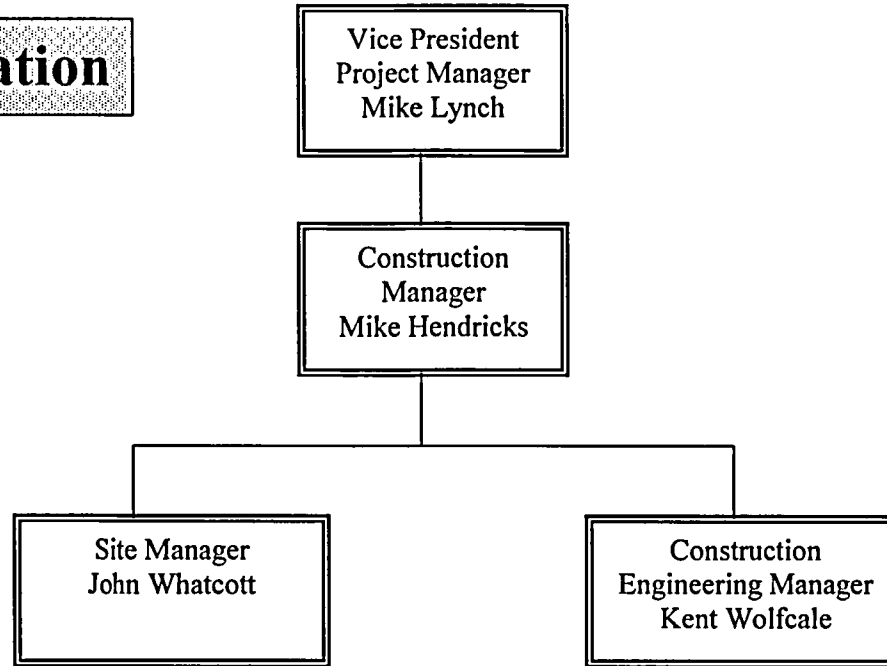 ation
Vice President
Project Manager
Mike Lynch
Construction
Manager
Mike Hendricks
Site Manager
John Whatcott
Construction
Engineering Manager
Kent Wolfcale